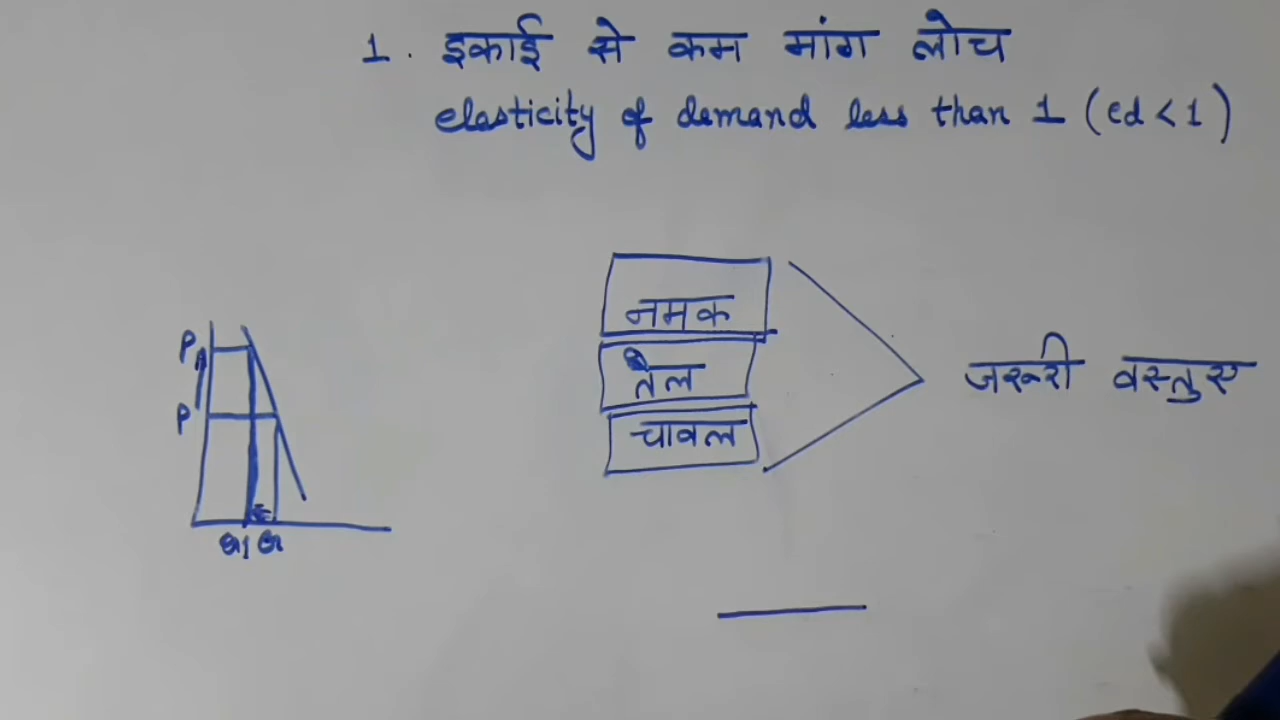 1. इकाई से कम मांग लोच
elasticity of demand less than 1 (ed < 1)
नमक
तेल
चावल
जरूरी वस्तुए
P1
P
Q1 Q